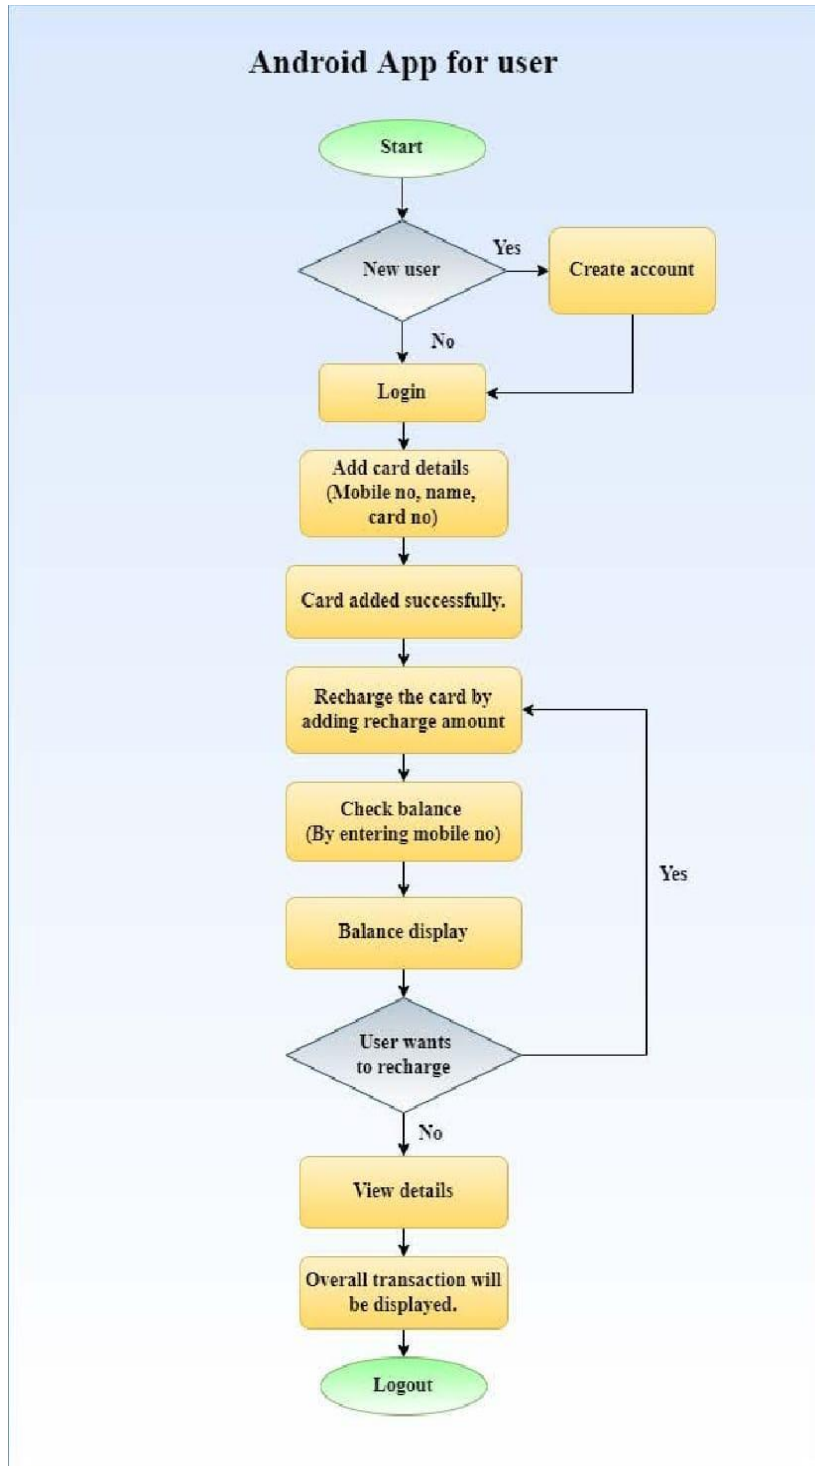 Android App for user
Start
New user
Yes
Create account
No
Login
Add card details
(Mobile no, name,
card no)
Card added successfully.
Recharge the card by
adding recharge amount
Check balance
(By entering mobile no)
Yes
Balance display
User wants
to recharge
No
View details
Overall transaction will
be displayed.
Logout